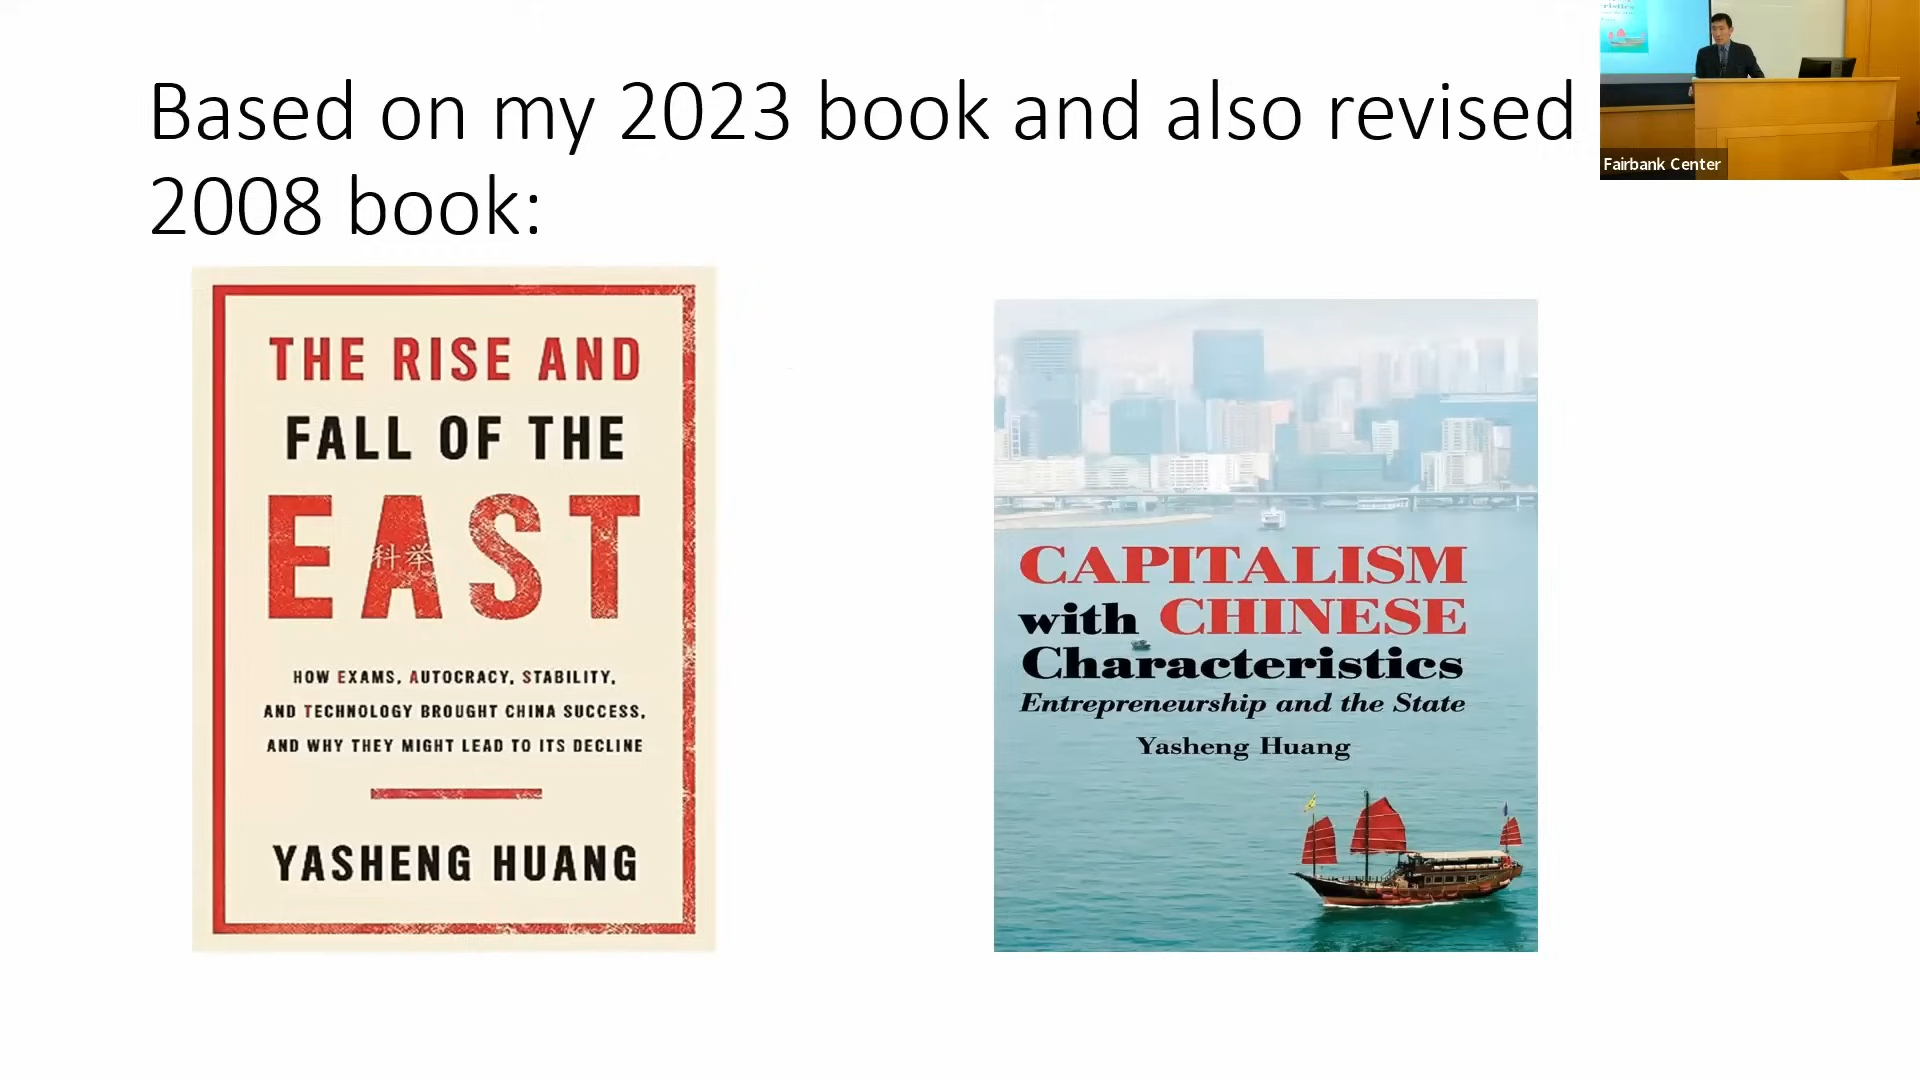 Based on my 2023 book and also revised
2008 book:
THE RISE AND
FALL OF THE
EAST
科举
HOW EXAMS, AUTOCRACY, STABILITY,
AND TECHNOLOGY BROUGHT CHINA SUCCESS,
AND WHY THEY MIGHT LEAD TO ITS DECLINE
YASHENG HUANG
CAPITALISM
with CHINESE
Characteristics
Entrepreneurship and the State
Yasheng Huang
Fairbank Center